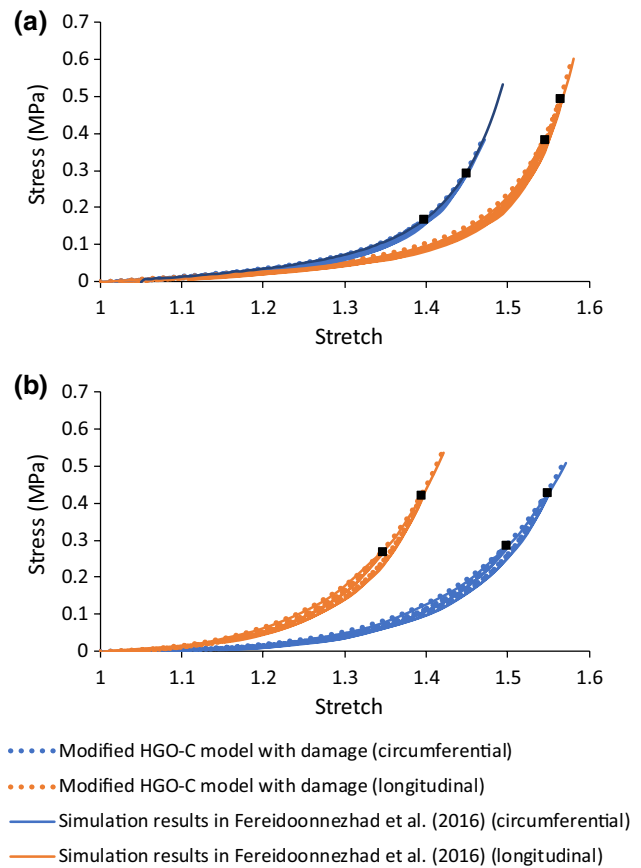 (a)
Stress (MPa)
0.7
0.6
0.5
0.4
0.3
0.2
0.1
0
1 1.1 1.2 1.3 1.4 1.5 1.6
Stretch
(b)
Stress (MPa)
0.7
0.6
0.5
0.4
0.3
0.2
0.1
0
1 1.1 1.2 1.3 1.4 1.5 1.6
Stretch
Modified HGO-C model with damage (circumferential)
Modified HGO-C model with damage (longitudinal)
Simulation results in Fereidoonnezhad et al. (2016) (circumferential)
Simulation results in Fereidoonnezhad et al. (2016) (longitudinal)